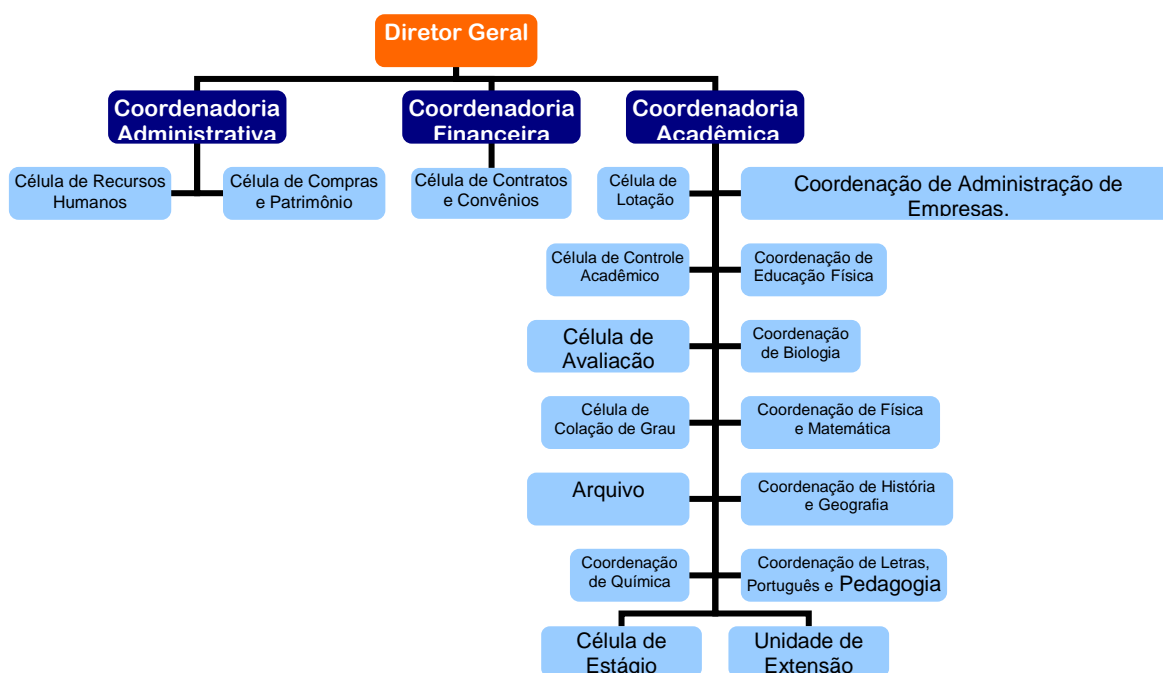 Diretor Geral
Coordenadoria
Administrativa
Coordenadoria
Financeira
Coordenadoria
Acadêmica
Célula de Recursos
Humanos
Célula de Compras
e Patrimônio
Célula de Contratos
e Convênios
Célula de
Lotação
Coordenação de Administração de
Empresas.
Célula de Controle
Acadêmico
Coordenação de
Educação Física
Célula de
Avaliação
Coordenação
de Biologia
Célula de
Colação de Grau
Coordenação de Física
e Matemática
Arquivo
Coordenação de História
e Geografia
Coordenação
de Química
Coordenação de Letras,
Português e Pedagogia
Célula de
Estágio
Unidade de
Extensão